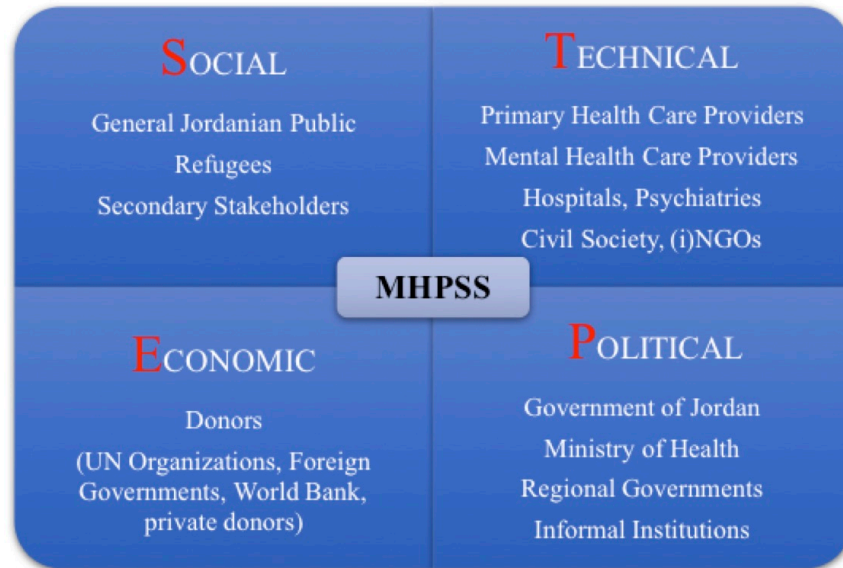 SOCIAL
General Jordanian Public
Refugees
Secondary Stakeholders
TECHNICAL
Primary Health Care Providers
Mental Health Care Providers
Hospitals, Psychiatries
Civil Society, (i)NGOs
MHPSS
ECONOMIC
Donors
(UN Organizations, Foreign
Governments, World Bank,
private donors)
POLITICAL
Government of Jordan
Ministry of Health
Regional Governments
Informal Institutions